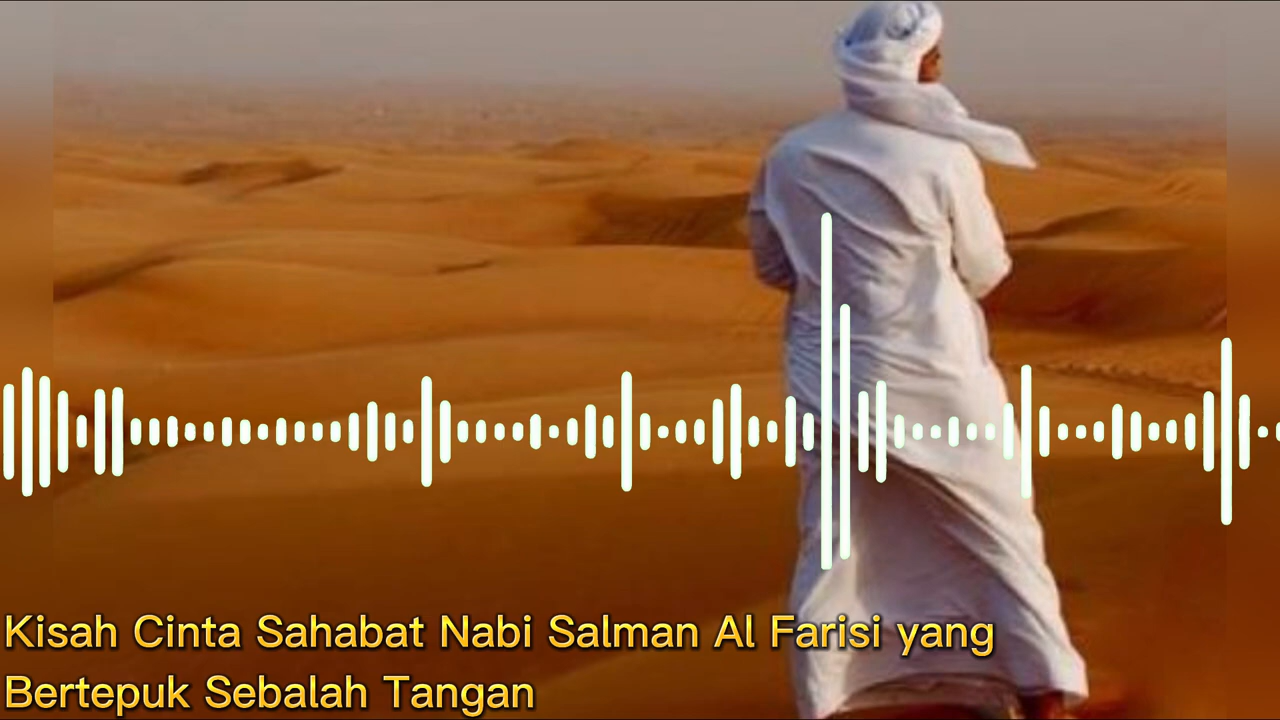 Kisah Cinta Sahabat Nabi Salman Al Farisi yang
Bertepuk Sebalah Tangan